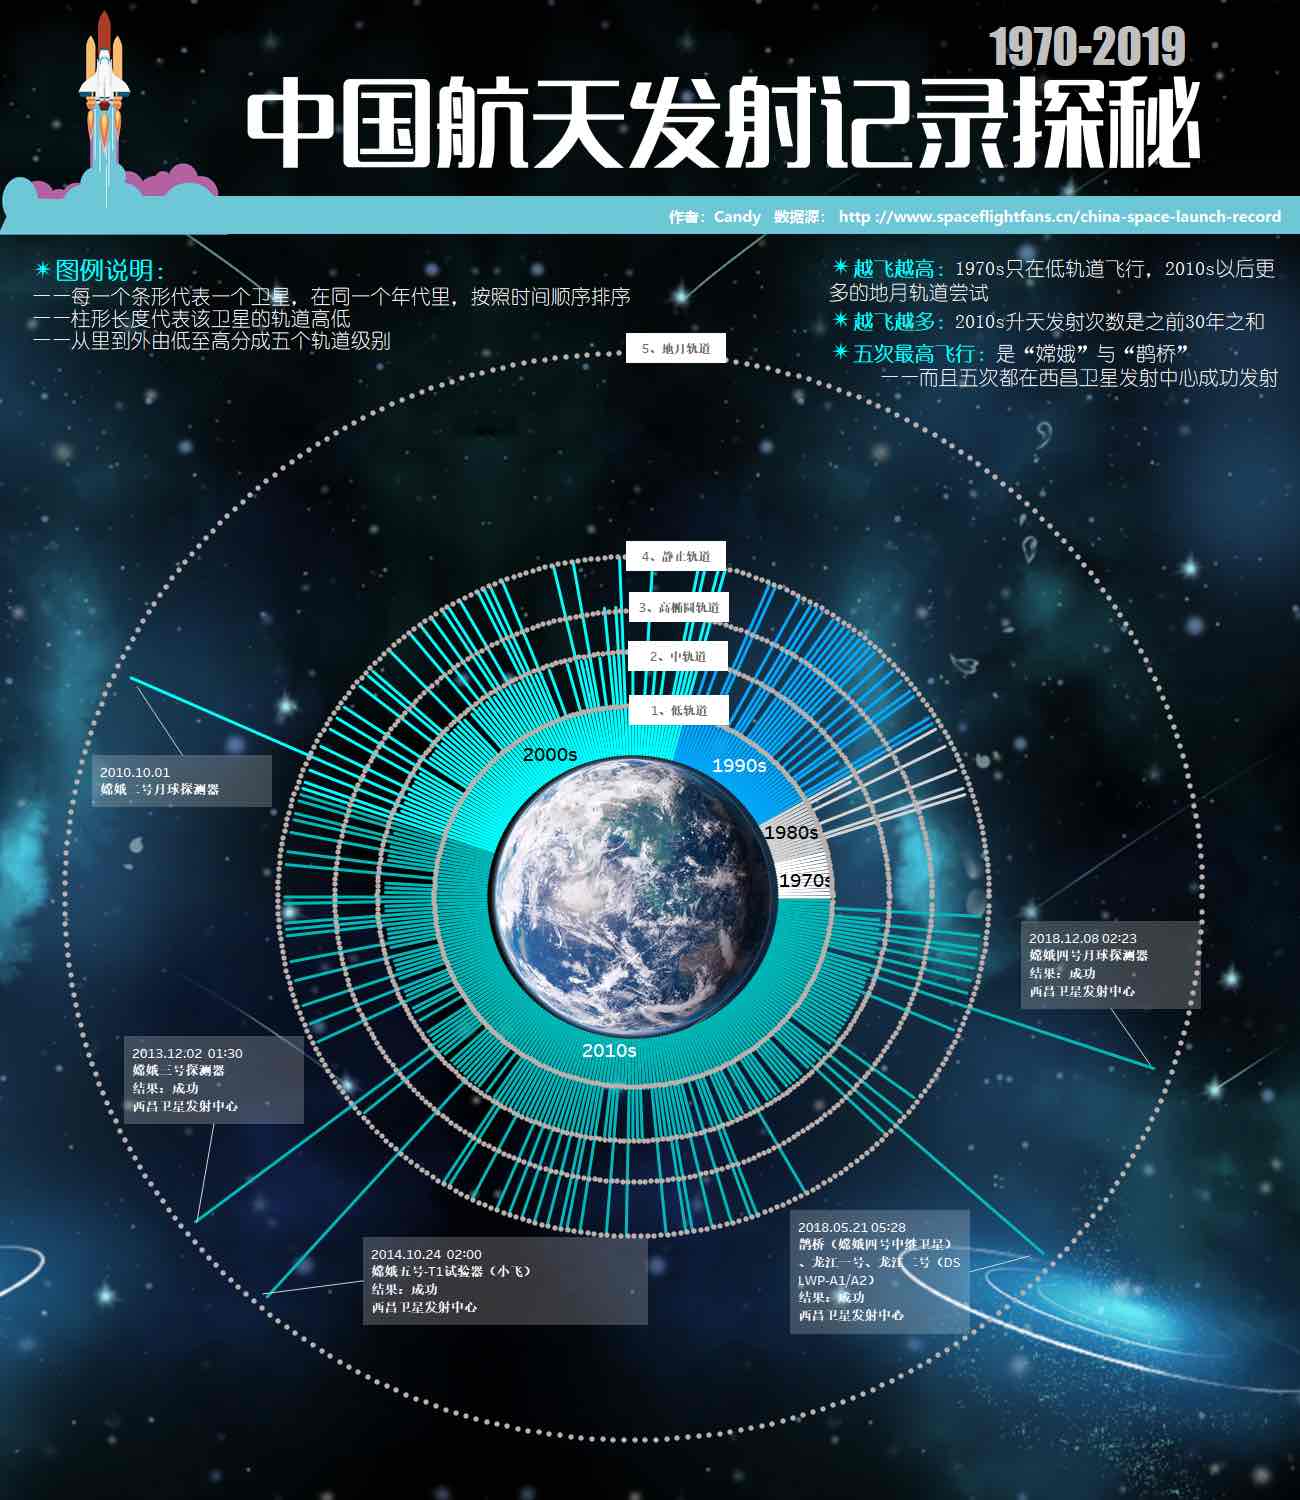 1970-2019
中国航天发射记录探秘
作者：Candy 数据源： http ://www.spaceflightfans.cn/china-space-launch-record
图例说明：
——每一个条形代表一个卫星，在同一个年代里，按照时间顺序排序
——柱形长度代表该卫星的轨道高低
——从里到外由低至高分成五个轨道级别
越飞越高：1970s只在低轨道飞行，2010s以后更
多的地月轨道尝试
越飞越多：2010s升天发射次数是之前30年之和
五次最高飞行：是“嫦娥”与“鹊桥”
——而且五次都在西昌卫星发射中心成功发射
5、地月轨道
4、静止轨道
3、高椭圆轨道
2、中轨道
1、低轨道
2000s
1990s
1980s
1970s
2010s
2010.10.01
嫦娥二号月球探测器
2018.12.08 02:23
嫦娥四号月球探测器
结果：成功
西昌卫星发射中心
2013.12.02 01:30
嫦娥三号探测器
结果：成功
西昌卫星发射中心
2014.10.24 02:00
嫦娥五号-T1试验器（小飞）
结果：成功
西昌卫星发射中心
2018.05.21 05:28
鹊桥（嫦娥四号中继卫星）
、龙江一号、龙江二号（DS
LWP-A1/A2）
结果：成功
西昌卫星发射中心